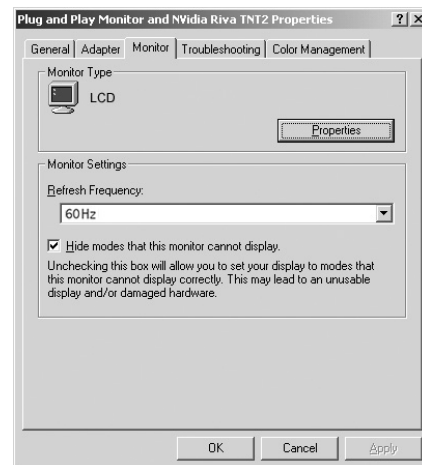 Plug and Play Monitor and NVidia Riva TNT2 Properties
General Adapter Monitor Troubleshooting Color Management
Monitor Type
LCD
Properties
Monitor Settings
Refresh Frequency:
60Hz
Hide modes that this monitor cannot display.
Unchecking this box will allow you to set your display to modes that
this monitor cannot display correctly. This may lead to an unusable
display and/or damaged hardware.
OK Cancel Apply